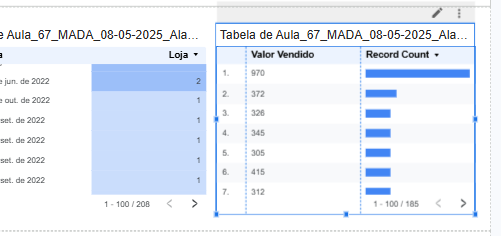 Tabela de Aula_67_MADA_08-05-2025_Ala...
Valor Vendido Record Count
1. 970
2. 372
3. 326
4. 345
5. 305
6. 415
7. 312
1 - 100 / 185
de Aula_67_MADA_08-05-2025_Ala...
a Loja
e jun. de 2022 2
e out. de 2022 1
set. de 2022 1
set. de 2022 1
set. de 2022 1
set. de 2022 1
1 - 100 / 208